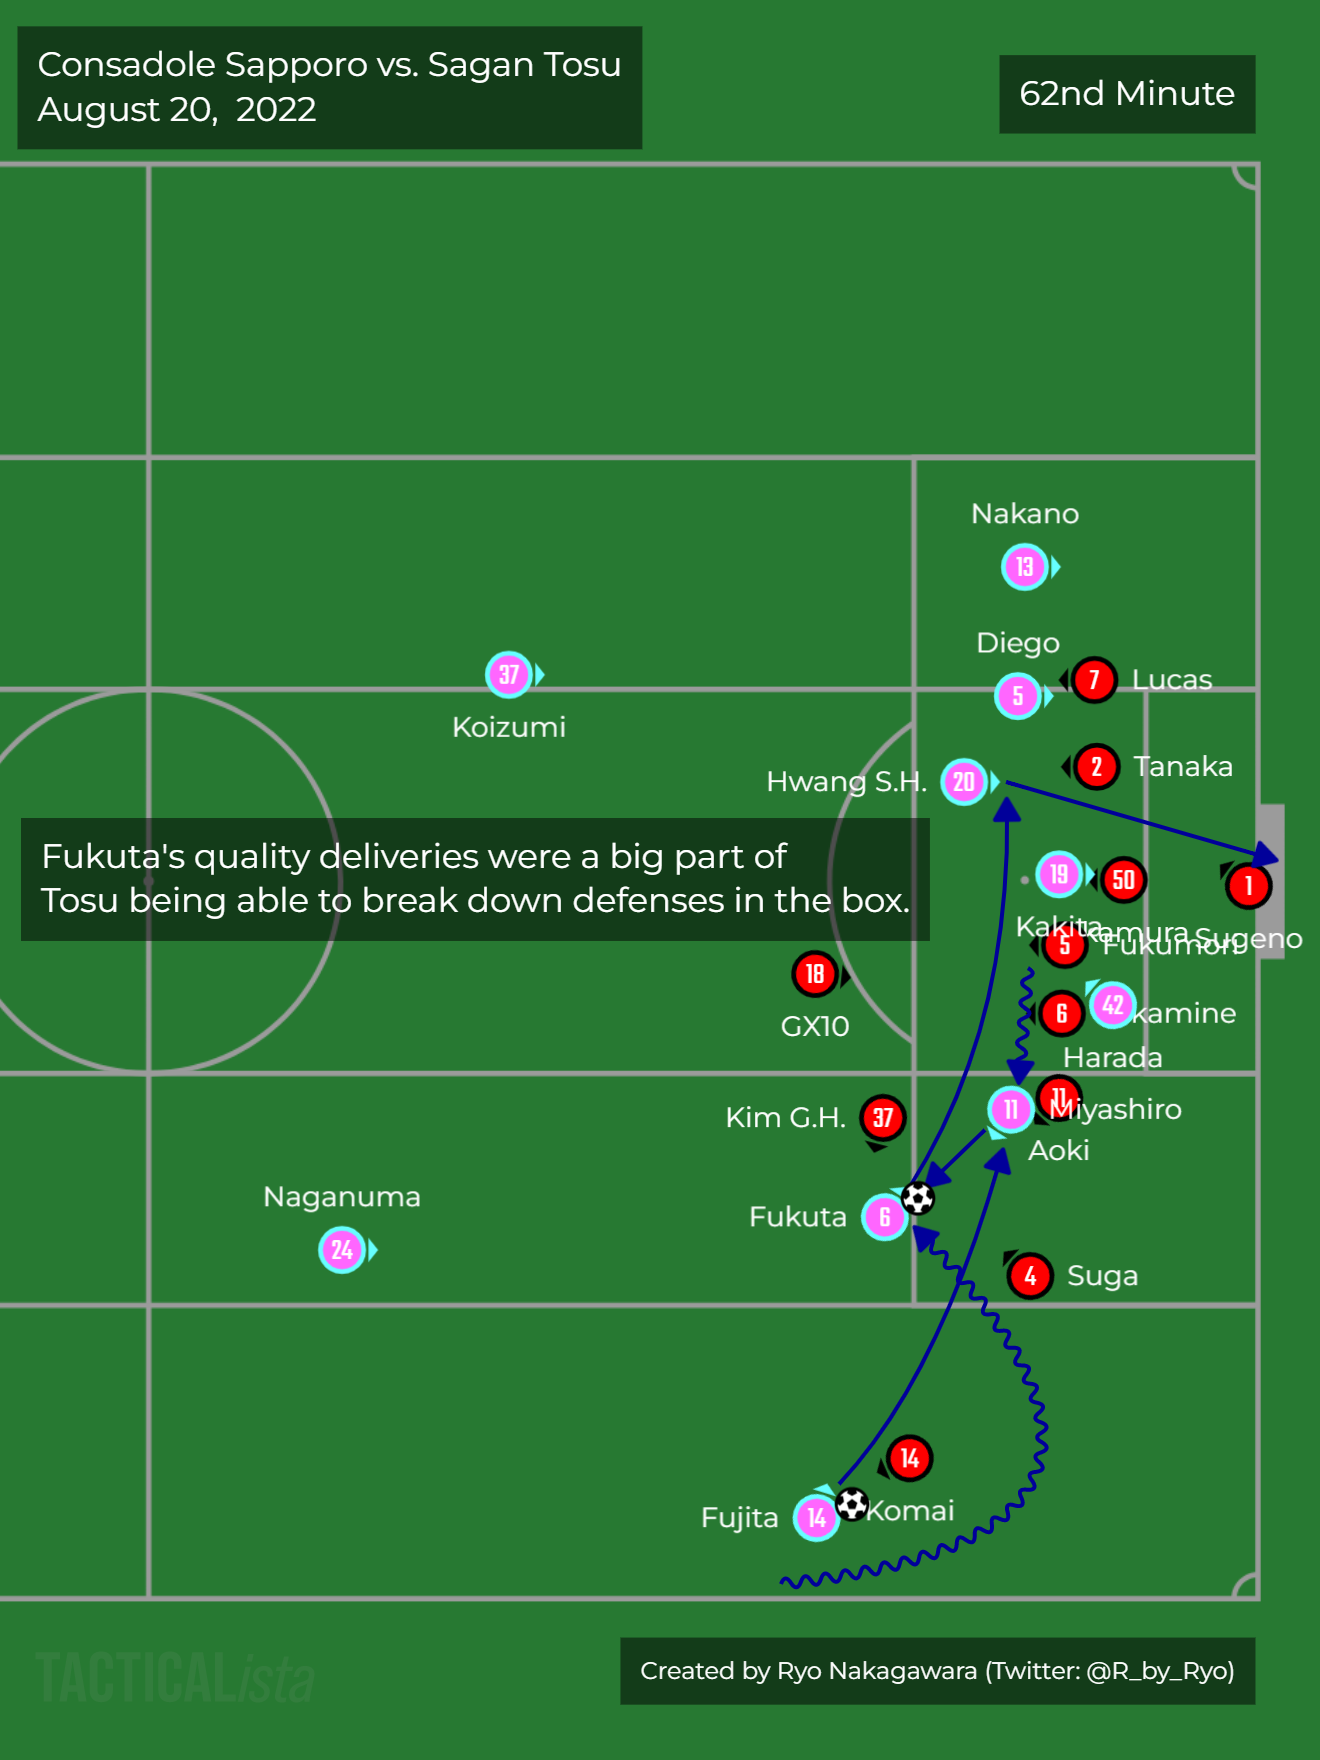 Consadole Sapporo vs. Sagan Tosu
August 20, 2022
62nd Minute
Nakano
13
Diego
5
7 Lucas
37
Koizumi
Hwang S.H. 20
2 Tanaka
Fukuta's quality deliveries were a big part of
Tosu being able to break down defenses in the box.
19
50
1
Kakita
Sugeno
5 Fukumori
18
GX10
6
42
Harada
Kim G.H. 37
11
11
Miyashiro
Aoki
Naganuma
24
Fukuta 6
4 Suga
14
Fujita 14
Komai
TACTICALista
Created by Ryo Nakagawara (Twitter: @R_by_Ryo)